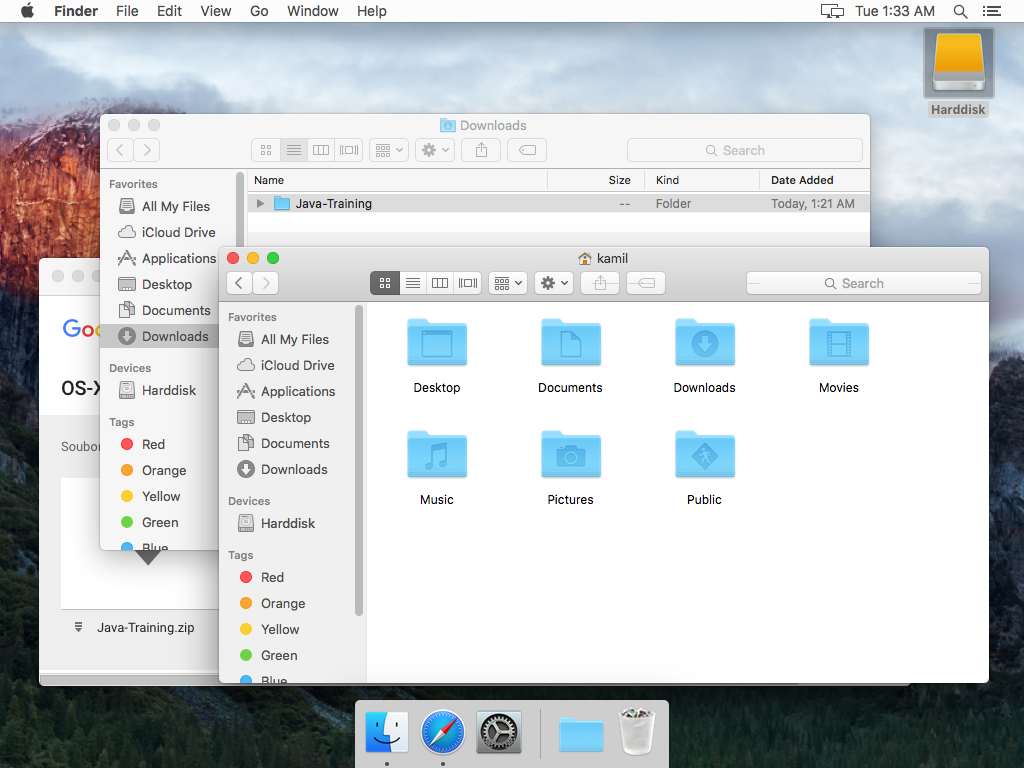 Finder File Edit View Go Window Help Tue 1:33 AM
Harddisk
Downloads
Search
Favorites
All My Files
iCloud Drive
Applications
Desktop
Documents
Downloads
Devices
Harddisk
Tags
Red
Orange
Yellow
Green
Blue
Name Size Kind Date Added
Java-Training -- Folder Today, 1:21 AM
OS-X
Java-Training.zip
kamil
Search
Favorites
All My Files
iCloud Drive
Applications
Desktop
Documents
Downloads
Devices
Harddisk
Tags
Red
Orange
Yellow
Green
Blue
Desktop Documents Downloads Movies
Music Pictures Public